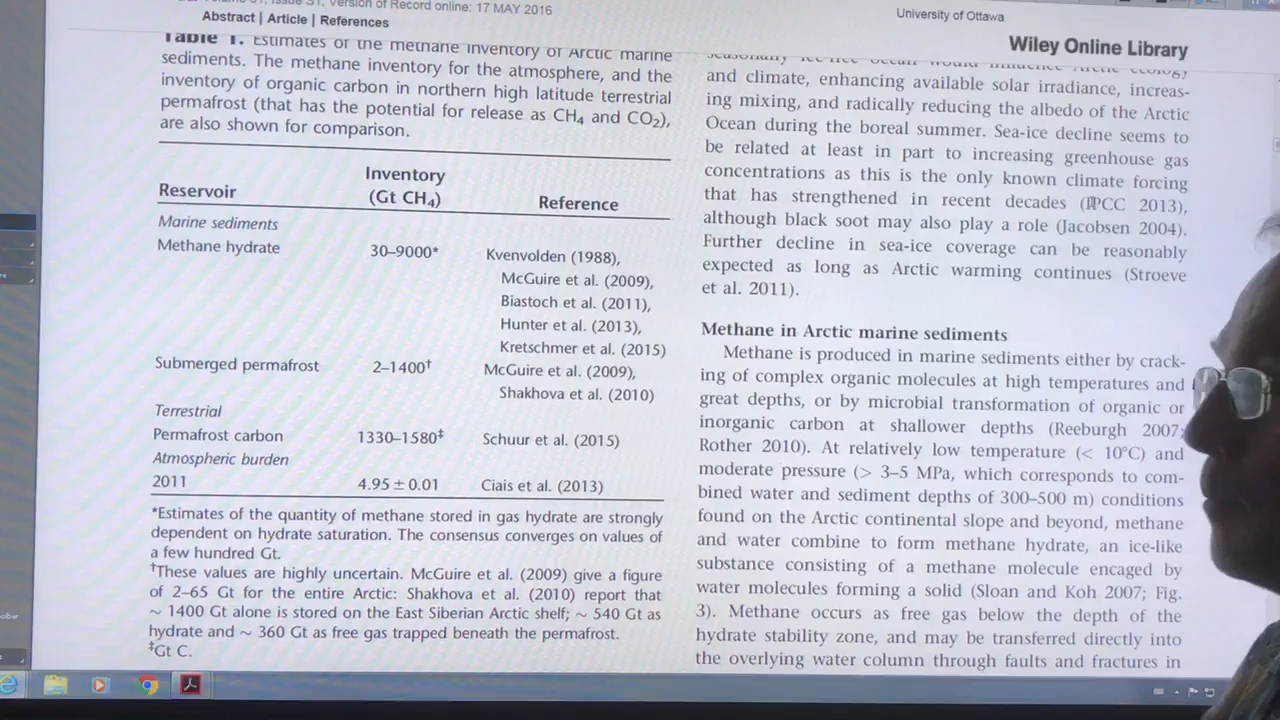 Version of Record online: 17 MAY 2016
Abstract | Article | References
University of Ottawa
Wiley Online Library
Table 1. Estimates of the methane inventory of Arctic marine
sediments. The methane inventory for the atmosphere, and the
inventory of organic carbon in northern high latitude terrestrial
permafrost (that has the potential for release as CH4 and CO2),
are also shown for comparison.
Reservoir Inventory (Gt CH4) Reference
Marine sediments
Methane hydrate 30–9000* Kvenvolden (1988),
McGuire et al. (2009),
Biastoch et al. (2011),
Hunter et al. (2013),
Kretschmer et al. (2015)
Submerged permafrost 2–1400† McGuire et al. (2009),
Shakhova et al. (2010)
Terrestrial
Permafrost carbon 1330–1580‡ Schuur et al. (2015)
Atmospheric burden
2011 4.95 ± 0.01 Ciais et al. (2013)
*Estimates of the quantity of methane stored in gas hydrate are strongly
dependent on hydrate saturation. The consensus converges on values of
a few hundred Gt.
†These values are highly uncertain. McGuire et al. (2009) give a figure
of 2–65 Gt for the entire Arctic: Shakhova et al. (2010) report that
~ 1400 Gt alone is stored on the East Siberian Arctic shelf; ~ 540 Gt as
hydrate and ~ 360 Gt as free gas trapped beneath the permafrost.
‡Gt C.
seasonally ice-free ocean would influence Arctic ecology
and climate, enhancing available solar irradiance, increas-
ing mixing, and radically reducing the albedo of the Arctic
Ocean during the boreal summer. Sea-ice decline seems to
be related at least in part to increasing greenhouse gas
concentrations as this is the only known climate forcing
that has strengthened in recent decades (IPCC 2013),
although black soot may also play a role (Jacobsen 2004).
Further decline in sea-ice coverage can be reasonably
expected as long as Arctic warming continues (Stroeve
et al. 2011).
Methane in Arctic marine sediments
Methane is produced in marine sediments either by crack-
ing of complex organic molecules at high temperatures and
great depths, or by microbial transformation of organic or
inorganic carbon at shallower depths (Reeburgh 2007;
Rother 2010). At relatively low temperature (< 10°C) and
moderate pressure (> 3–5 MPa, which corresponds to com-
bined water and sediment depths of 300–500 m) conditions
found on the Arctic continental slope and beyond, methane
and water combine to form methane hydrate, an ice-like
substance consisting of a methane molecule encaged by
water molecules forming a solid (Sloan and Koh 2007; Fig.
3). Methane occurs as free gas below the depth of the
hydrate stability zone, and may be transferred directly into
the overlying water column through faults and fractures in